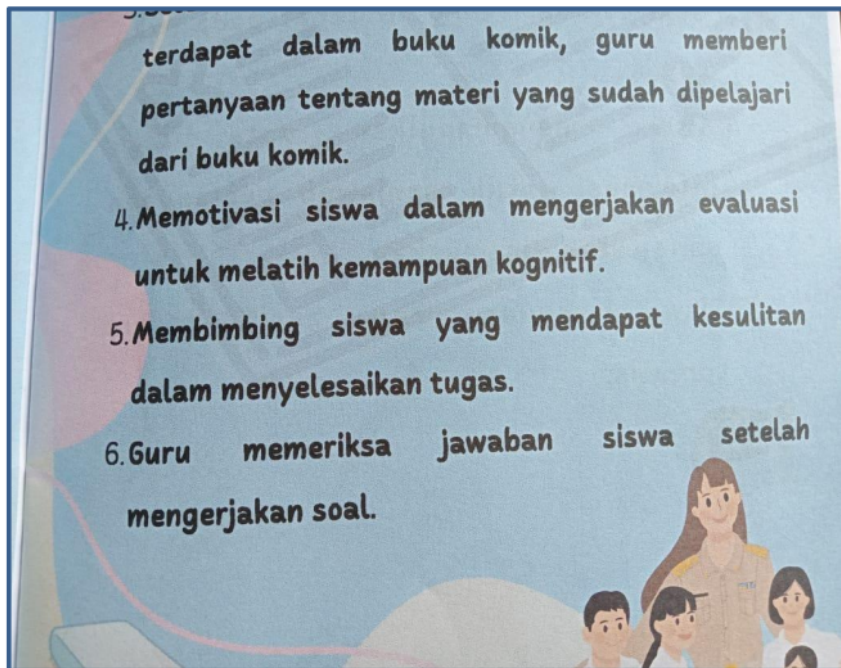 terdapat dalam buku komik, guru memberi
pertanyaan tentang materi yang sudah dipelajari
dari buku komik.
4.Memotivasi siswa dalam mengerjakan evaluasi
untuk melatih kemampuan kognitif.
5.Membimbing siswa yang mendapat kesulitan
dalam menyelesaikan tugas.
6.Guru memeriksa jawaban siswa setelah
mengerjakan soal.